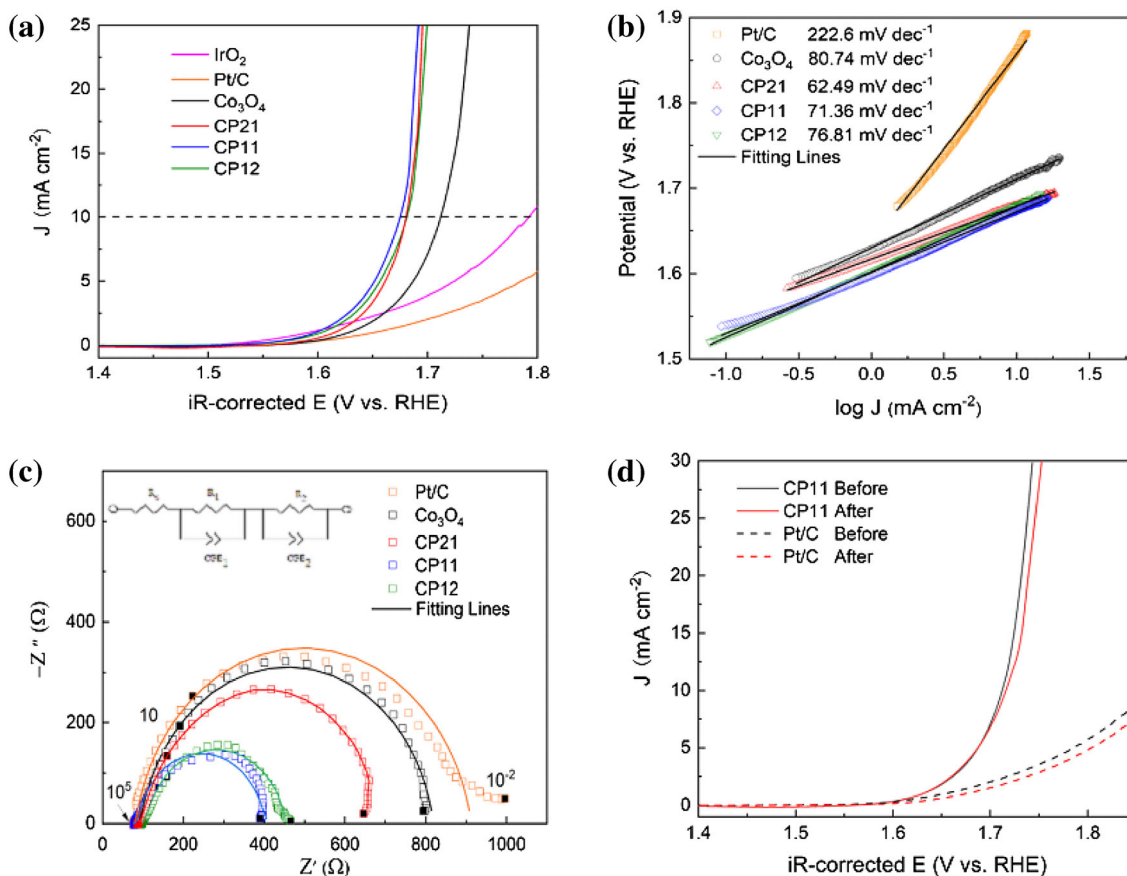 (a)
25
20
15
10
5
0
J (mA cm⁻²)
IrO₂
Pt/C
Co₃O₄
CP21
CP11
CP12
1.4 1.5 1.6 1.7 1.8
iR-corrected E (V vs. RHE)
(b)
1.9
1.8
1.7
1.6
1.5
Potential (V vs. RHE)
Pt/C 222.6 mV dec⁻¹
Co₃O₄ 80.74 mV dec⁻¹
CP21 62.49 mV dec⁻¹
CP11 71.36 mV dec⁻¹
CP12 76.81 mV dec⁻¹
Fitting Lines
-1.0 -0.5 0.0 0.5 1.0 1.5
log J (mA cm⁻²)
(c)
600
400
200
0
−Z″ (Ω)
Pt/C
Co₃O₄
CP21
CP11
CP12
Fitting Lines
10
10⁵
10⁻²
0 200 400 600 800 1000
Z′ (Ω)
(d)
30
25
20
15
10
5
0
J (mA cm⁻²)
CP11 Before
CP11 After
Pt/C Before
Pt/C After
1.4 1.5 1.6 1.7 1.8
iR-corrected E (V vs. RHE)